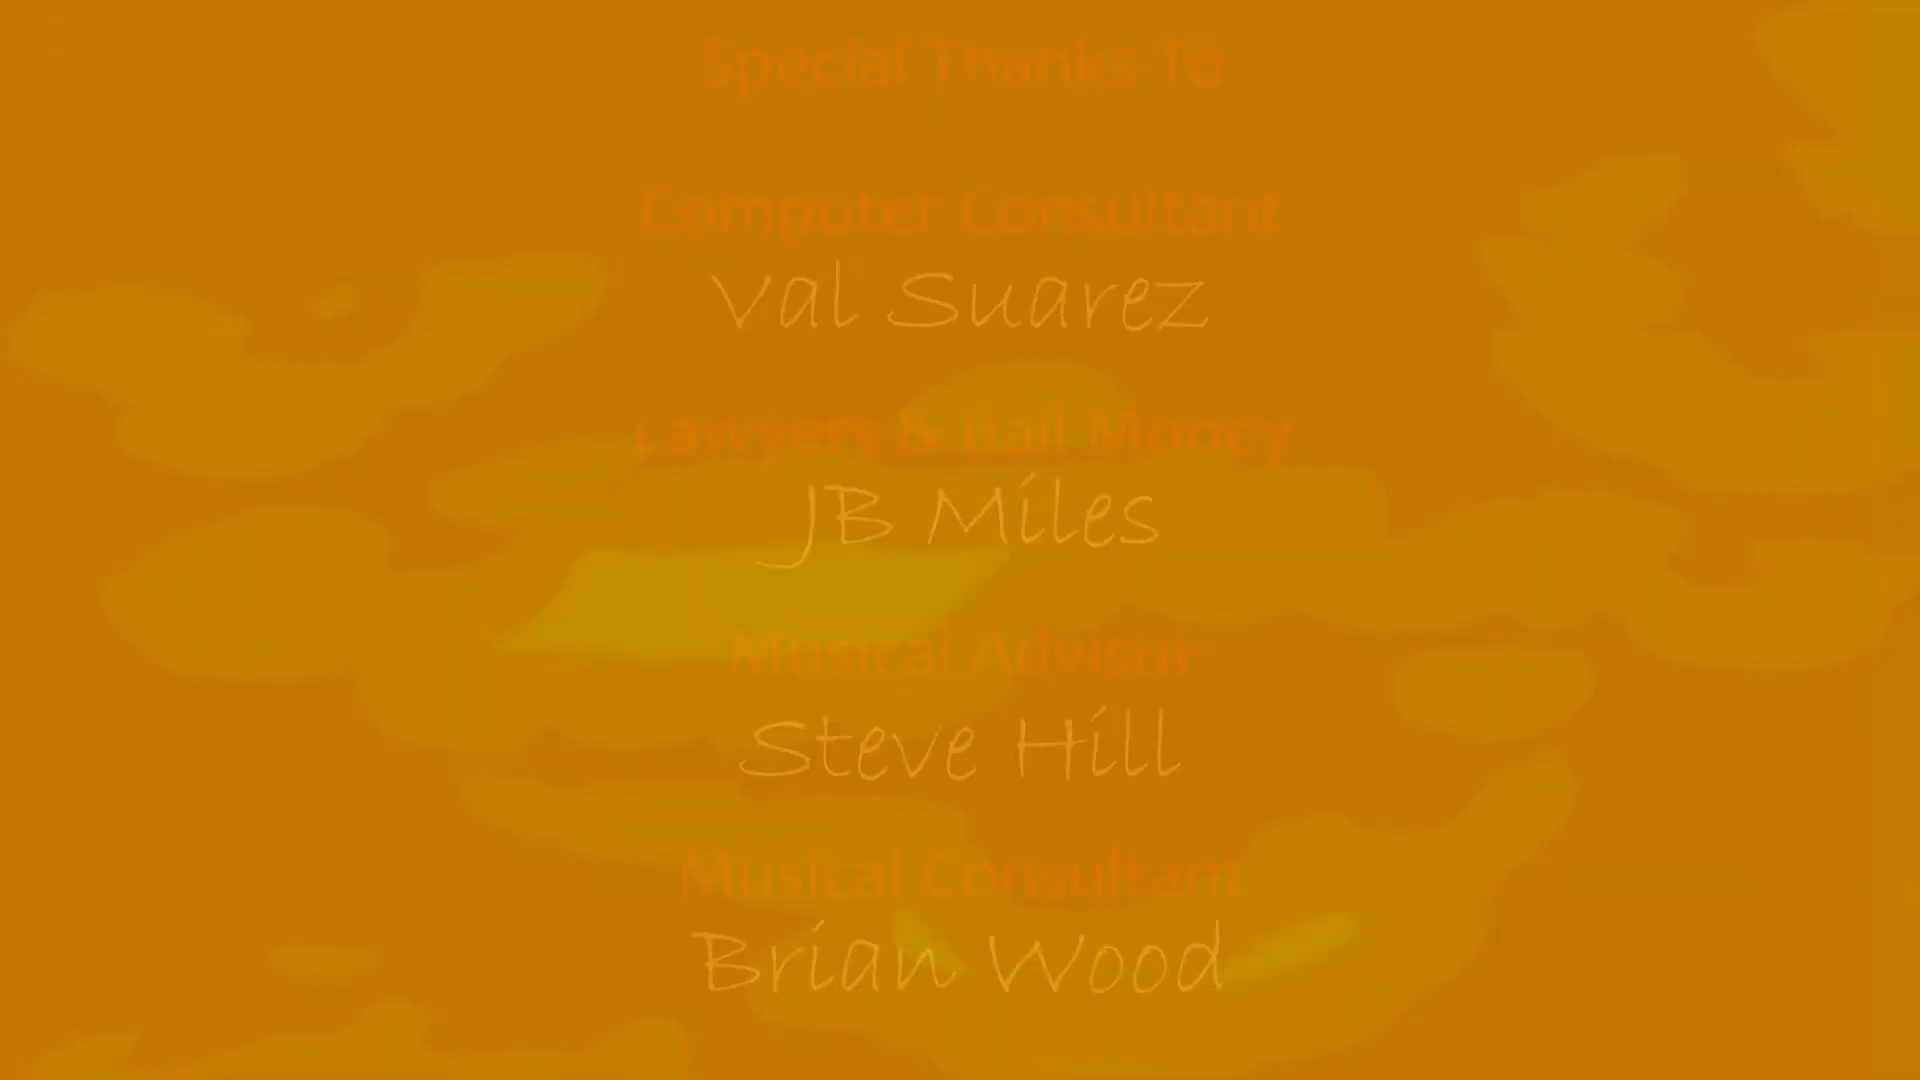 Special Thanks To
Computer Consultant
Val Suarez
Lawyers & Bail Money
JB Miles
Musical Advisor
Steve Hill
Musical Consultant
Brian Wood